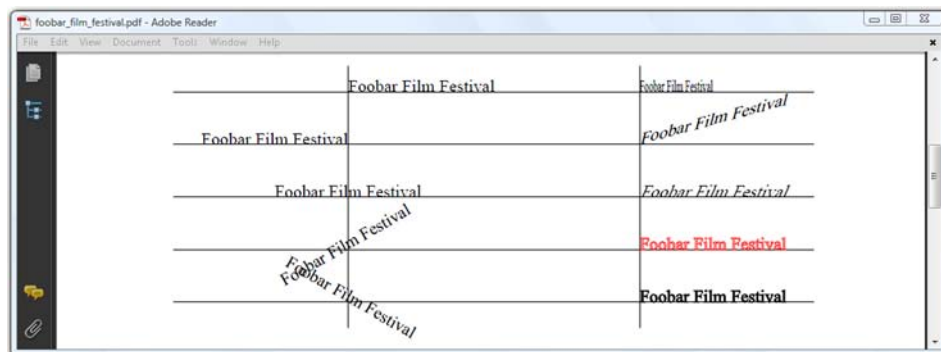 foobar_film_festival.pdf - Adobe Reader
File Edit View Document Tools Window Help
Foobar Film Festival
Foobar Film Festival
Foobar Film Festival
Foobar Film Festival
Foobar Film Festival
Foobar Film Festival
Foobar Film Festival
Foobar Film Festival
Foobar Film Festival
Foobar Film Festival